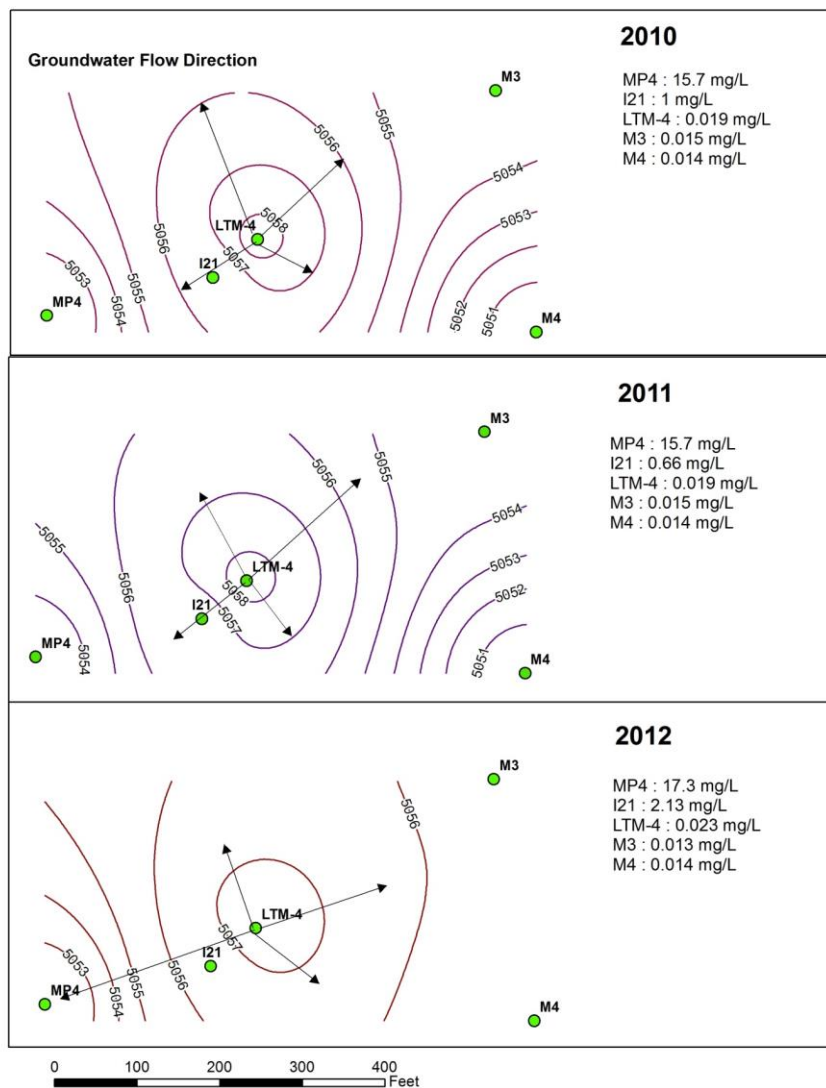 2010
Groundwater Flow Direction
MP4 : 15.7 mg/L
I21 : 1 mg/L
LTM-4 : 0.019 mg/L
M3 : 0.015 mg/L
M4 : 0.014 mg/L
M3
5055
5056
5054
5058
LTM-4
5053
5056
5055
5057
I21
5053
MP4
5054
5052
5051
M4
2011
MP4 : 15.7 mg/L
I21 : 0.66 mg/L
LTM-4 : 0.019 mg/L
M3 : 0.015 mg/L
M4 : 0.014 mg/L
M3
5055
5056
5054
5055
5053
LTM-4
5056
5058
5052
I21
5057
MP4
5054
5051
M4
2012
MP4 : 17.3 mg/L
I21 : 2.13 mg/L
LTM-4 : 0.023 mg/L
M3 : 0.013 mg/L
M4 : 0.014 mg/L
M3
5056
LTM-4
5057
I21
5053
5056
5055
MP4
5054
M4
0 100 200 300 400
Feet